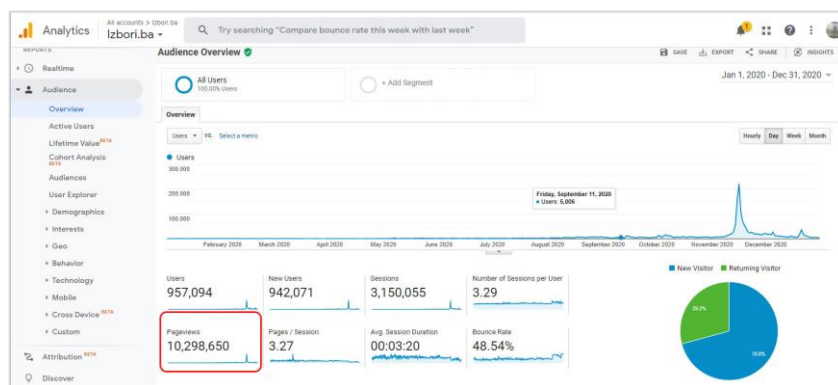 Analytics
All accounts > Izbori.ba
Izbori.ba
Try searching "Compare bounce rate this week with last week"
REPORTS
Realtime
Audience
Overview
Active Users
Lifetime Value BETA
Cohort Analysis
BETA
Audiences
User Explorer
Demographics
Interests
Geo
Behavior
Technology
Mobile
Cross Device BETA
Custom
Attribution BETA
Discover
Audience Overview
SAVE
EXPORT
SHARE
INSIGHTS
All Users
100.00% Users
+ Add Segment
Jan 1, 2020 - Dec 31, 2020
Overview
Users VS. Select a metric
Hourly Day Week Month
Users
300,000
200,000
100,000
Friday, September 11, 2020
Users: 5,006
February 2020 March 2020 April 2020 May 2020 June 2020 July 2020 August 2020 September 2020 October 2020 November 2020 December 2020
Users
957,094
New Users
942,071
Sessions
3,150,055
Number of Sessions per User
3.29
Pageviews
10,298,650
Pages / Session
3.27
Avg. Session Duration
00:03:20
Bounce Rate
48.54%
New Visitor Returning Visitor